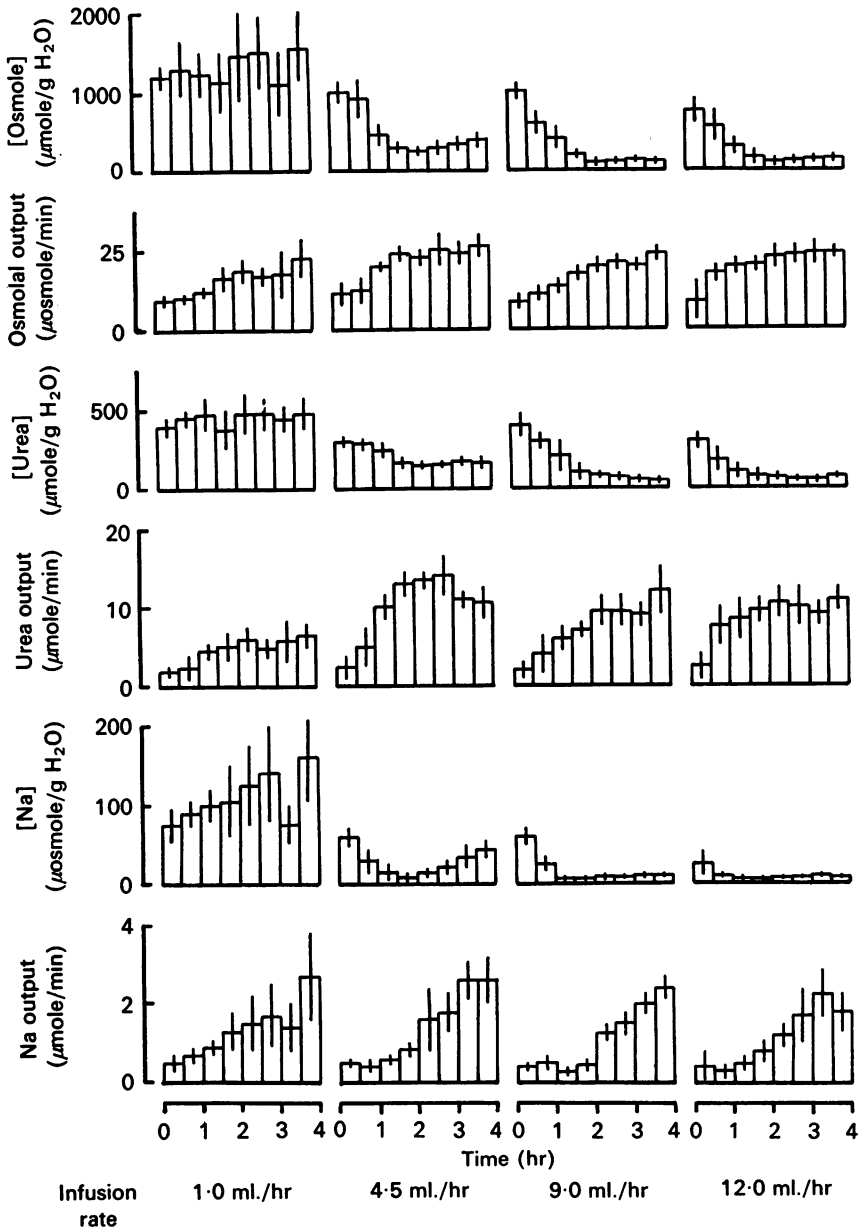 2000
1000
0
[Osmole]
(μmole/g H₂O)
25
0
Osmolal output
(μosmole/min)
500
0
[Urea]
(μmole/g H₂O)
20
10
0
Urea output
(μmole/min)
200
100
0
[Na]
(μosmole/g H₂O)
4
2
0
Na output
(μmole/min)
0 1 2 3 4 0 1 2 3 4 0 1 2 3 4 0 1 2 3 4
Time (hr)
Infusion rate
1·0 ml./hr 4·5 ml./hr 9·0 ml./hr 12·0 ml./hr